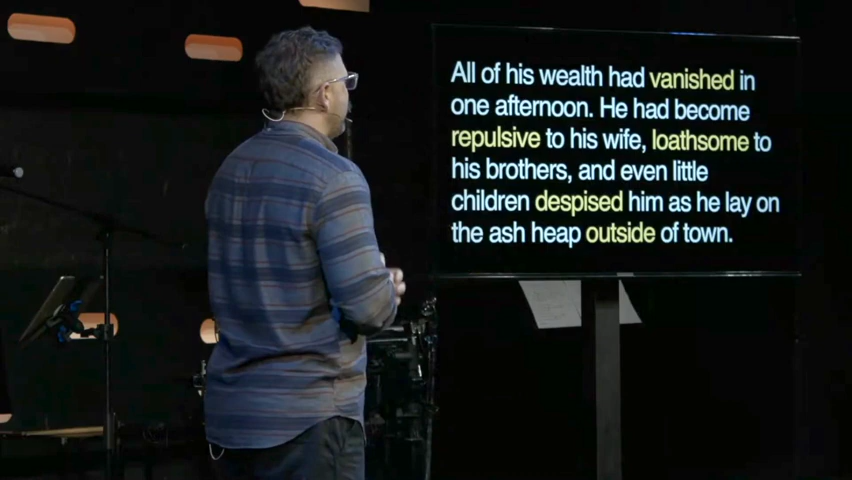 All of his wealth had vanished in
one afternoon. He had become
repulsive to his wife, loathsome to
his brothers, and even little
children despised him as he lay on
the ash heap outside of town.